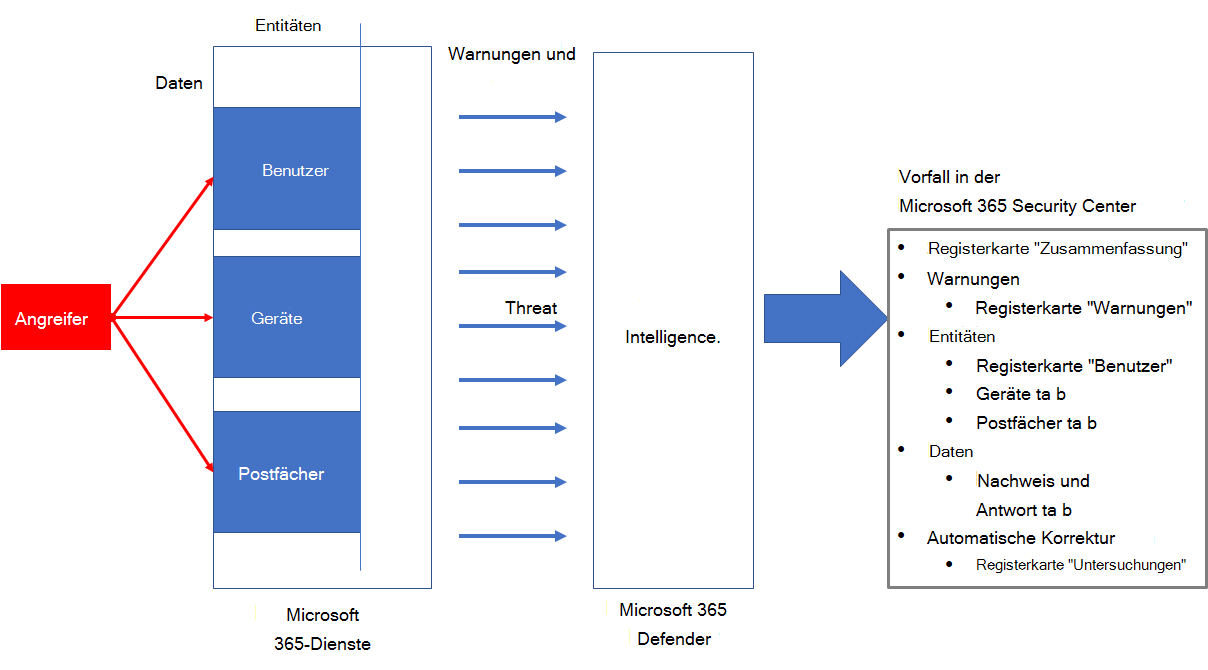 Entitäten
Daten
Warnungen und
Angreifer
Benutzer
Geräte
Postfächer
Threat
Intelligence.
Microsoft
365-Dienste
Microsoft 365
Defender
Vorfall in der
Microsoft 365 Security Center
• Registerkarte "Zusammenfassung"
• Warnungen
• Registerkarte "Warnungen"
• Entitäten
• Registerkarte "Benutzer"
• Geräte ta b
• Postfächer ta b
• Daten
• Nachweis und
Antwort ta b
• Automatische Korrektur
• Registerkarte "Untersuchungen"